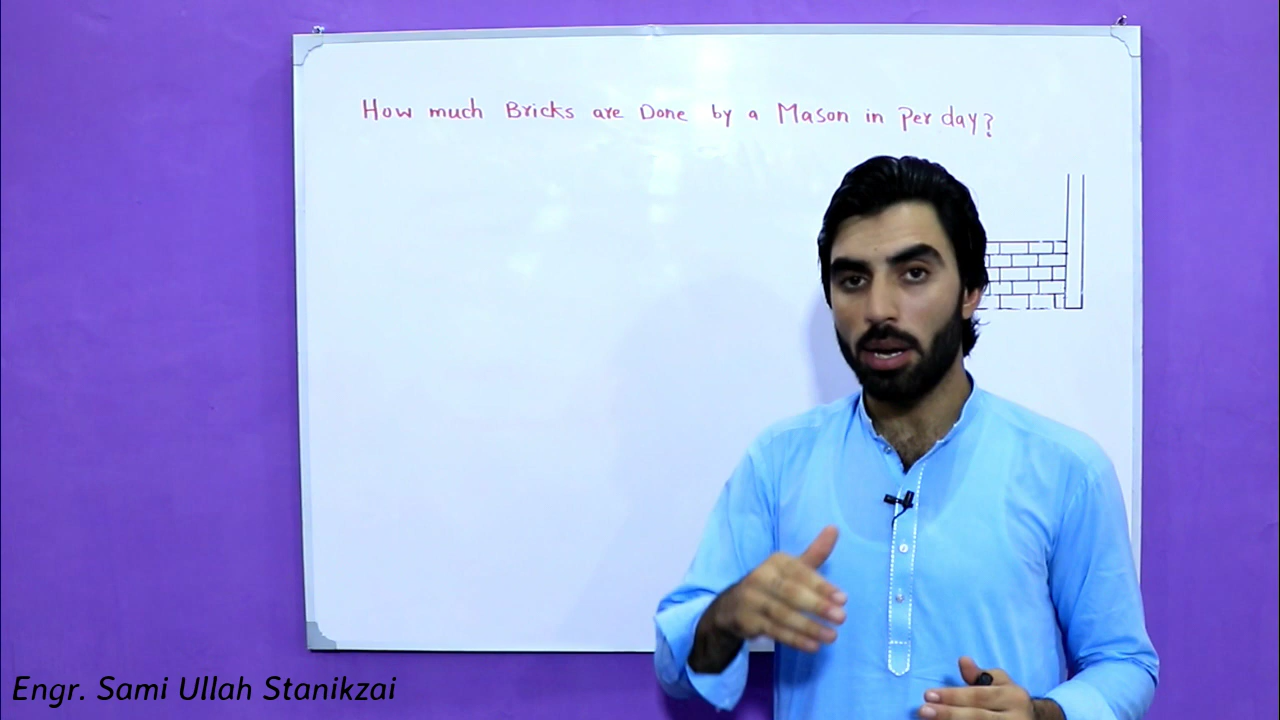 How much Bricks are Done by a Mason in Per day?
Engr. Sami Ullah Stanikzai